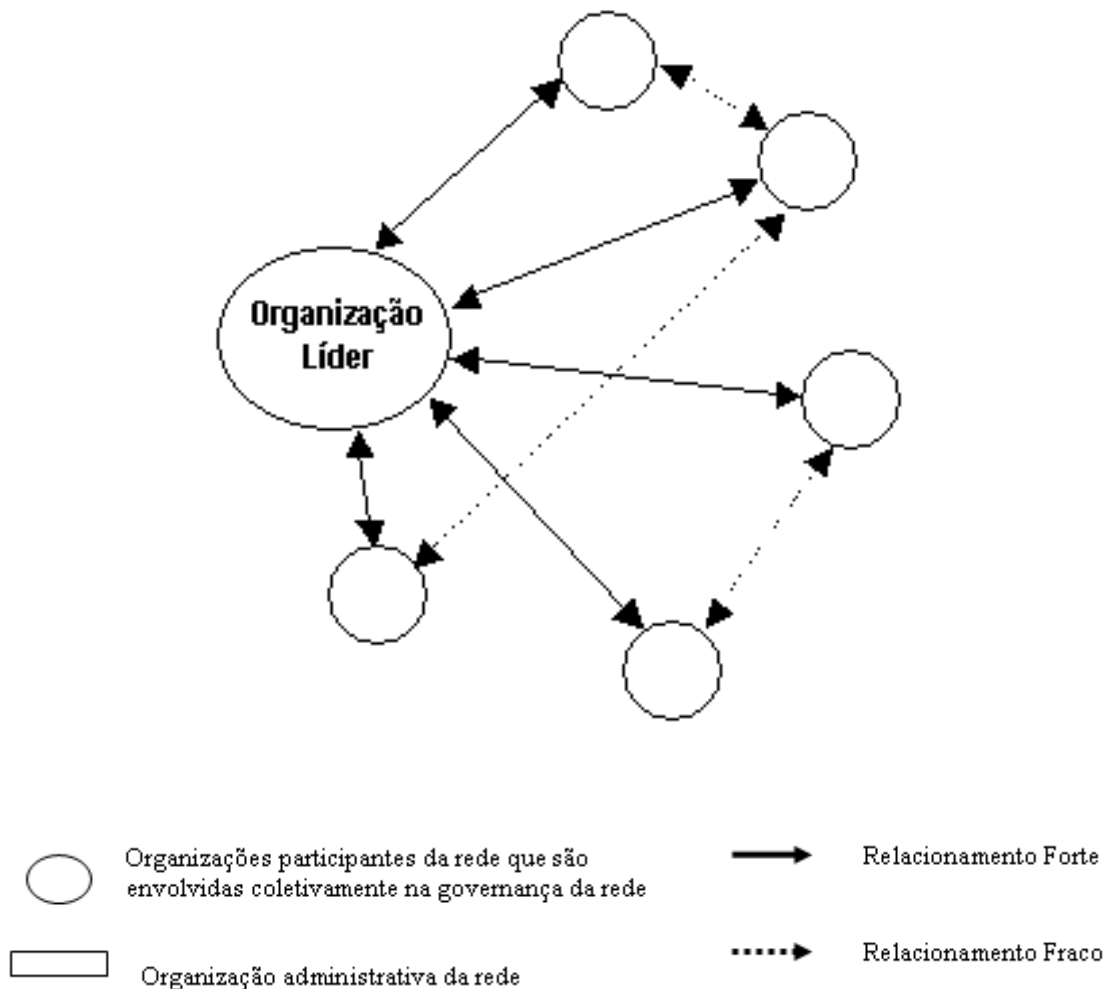 Organização
Líder
Organizações participantes da rede que são
envolvidas coletivamente na governança da rede
Relacionamento Forte
Organização administrativa da rede
Relacionamento Fraco